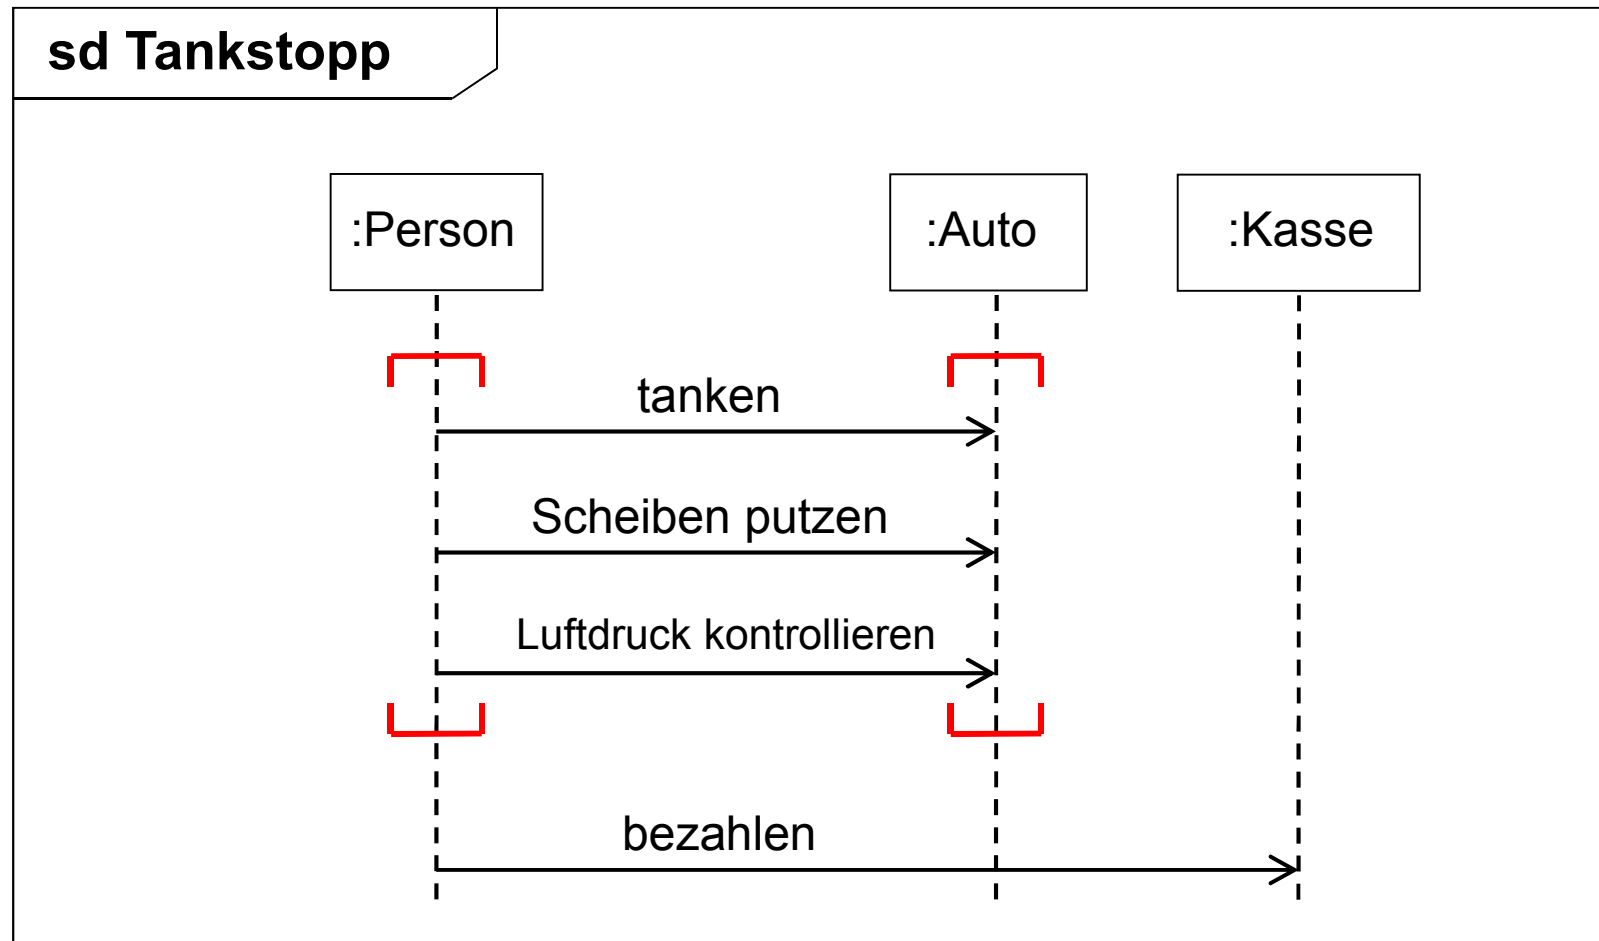 sd Tankstopp
:Person
:Auto
:Kasse
tanken
Scheiben putzen
Luftdruck kontrollieren
bezahlen